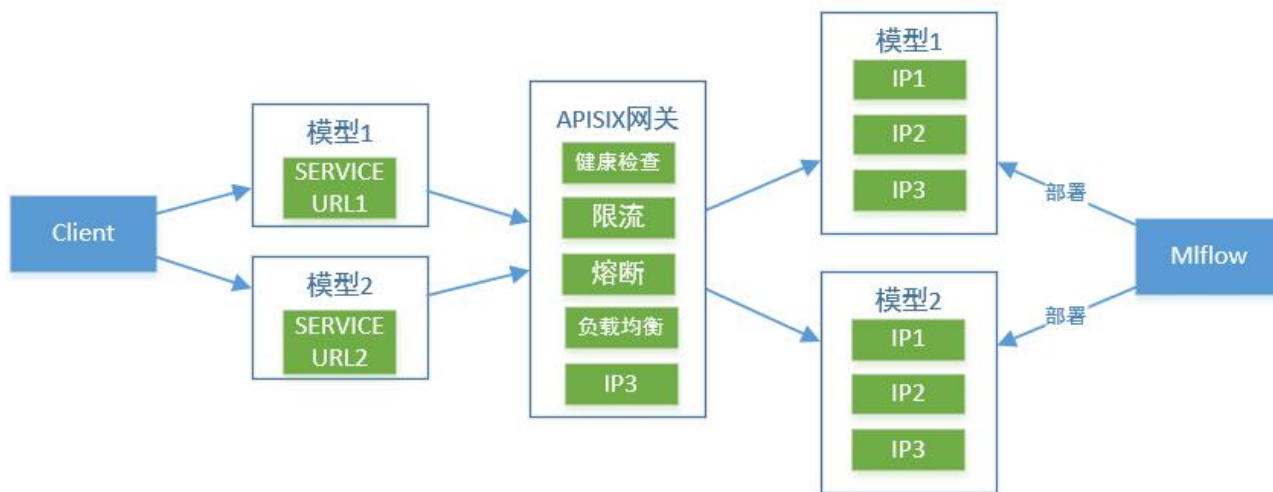 Client
模型1
SERVICE
URL1
模型2
SERVICE
URL2
APISIX网关
健康检查
限流
熔断
负载均衡
IP3
模型1
IP1
IP2
IP3
模型2
IP1
IP2
IP3
部署
部署
Mlflow